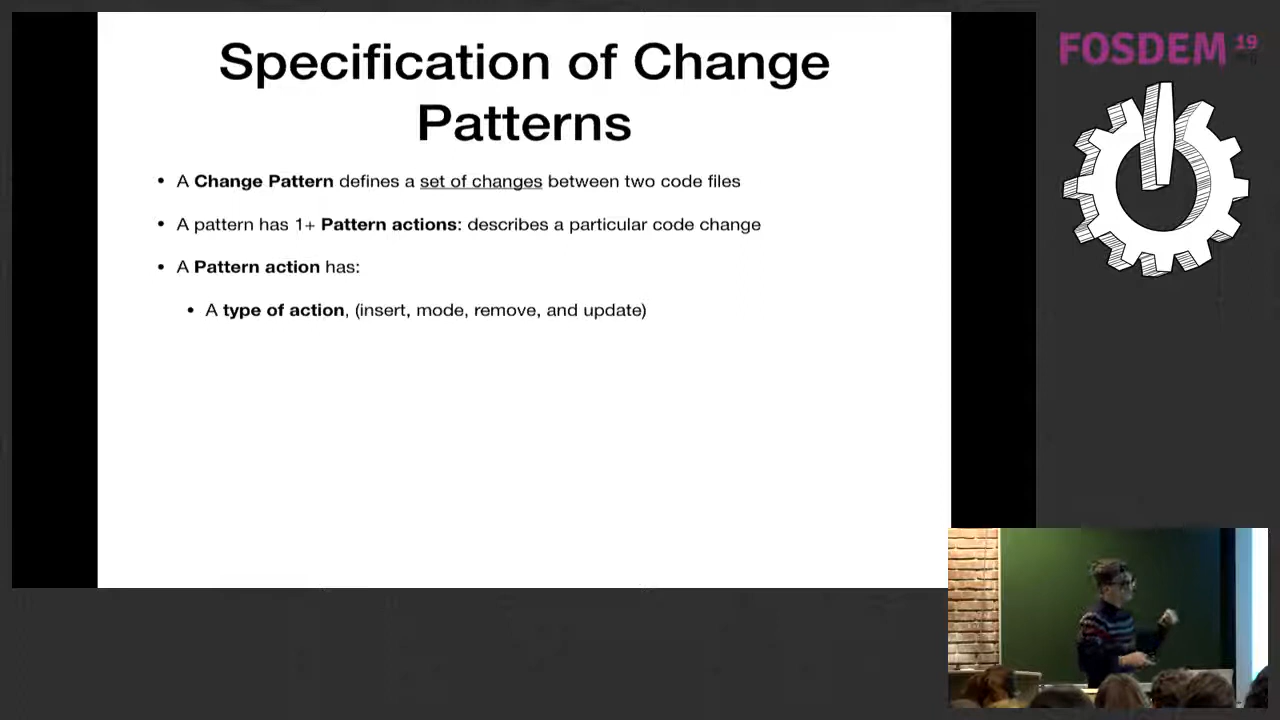 Specification of Change
Patterns
• A Change Pattern defines a set of changes between two code files
• A pattern has 1+ Pattern actions: describes a particular code change
• A Pattern action has:
• A type of action, (insert, mode, remove, and update)
FOSDEM 19